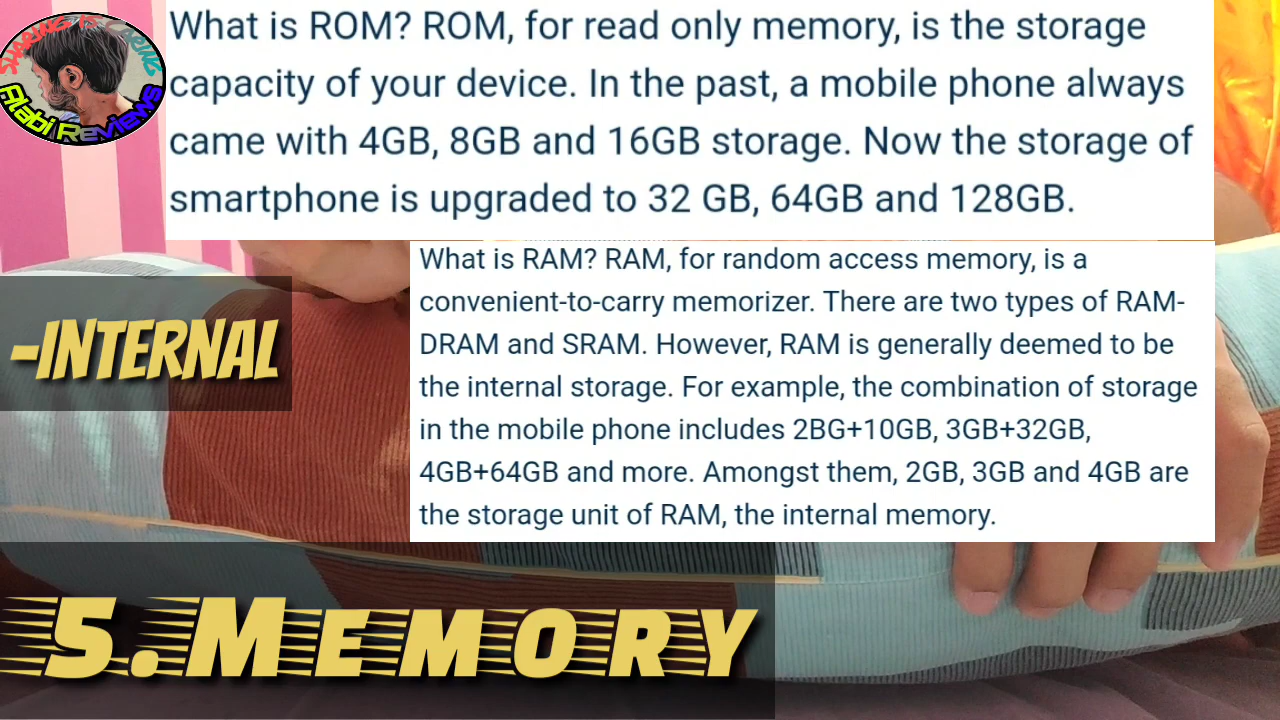 SHARING IS CARING
Atabi Reviews
What is ROM? ROM, for read only memory, is the storage
capacity of your device. In the past, a mobile phone always
came with 4GB, 8GB and 16GB storage. Now the storage of
smartphone is upgraded to 32 GB, 64GB and 128GB.
What is RAM? RAM, for random access memory, is a
convenient-to-carry memorizer. There are two types of RAM-
DRAM and SRAM. However, RAM is generally deemed to be
the internal storage. For example, the combination of storage
in the mobile phone includes 2BG+10GB, 3GB+32GB,
4GB+64GB and more. Amongst them, 2GB, 3GB and 4GB are
the storage unit of RAM, the internal memory.
-INTERNAL
5.MEMORY